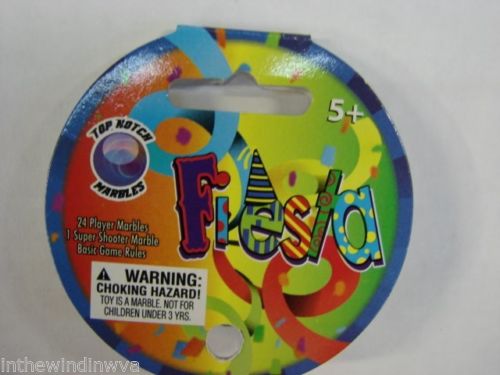 5+
TOP NOTCH
MARBLES
Fiesta
24 Player Marbles
1 Super Shooter Marble
Basic Game Rules
WARNING:
CHOKING HAZARD!
TOY IS A MARBLE. NOT FOR
CHILDREN UNDER 3 YRS.
inthewindinwva